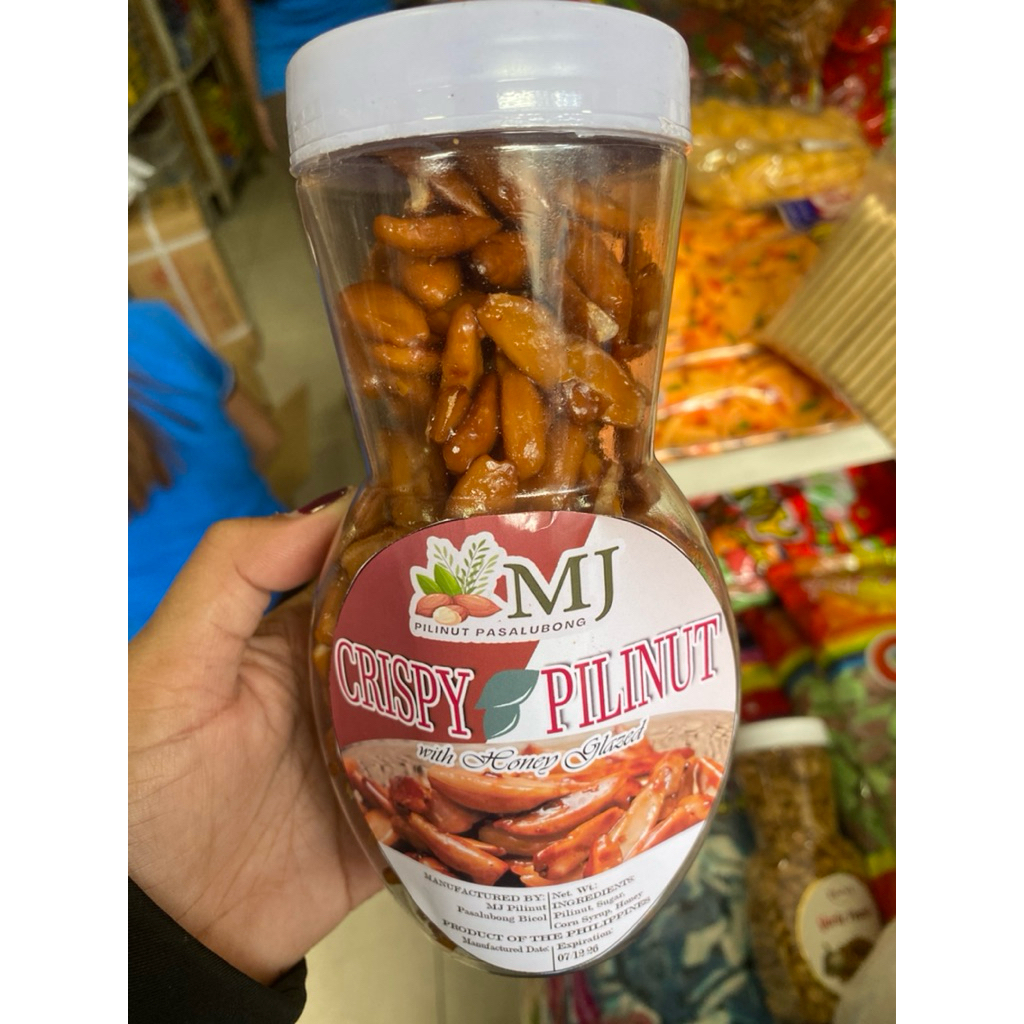 MJ
PILINUT PASALUBONG
CRISPY PILINUT
with Honey Glazed
MANUFACTURED BY:
MJ Pilinut
Pasalubong Bicol
Net. Wt.:
INGREDIENTS:
Pilinut, Sugar,
Corn Syrup, Honey
PRODUCT OF THE PHILIPPINES
Manufactured Date:
Expiration:
07/12/26